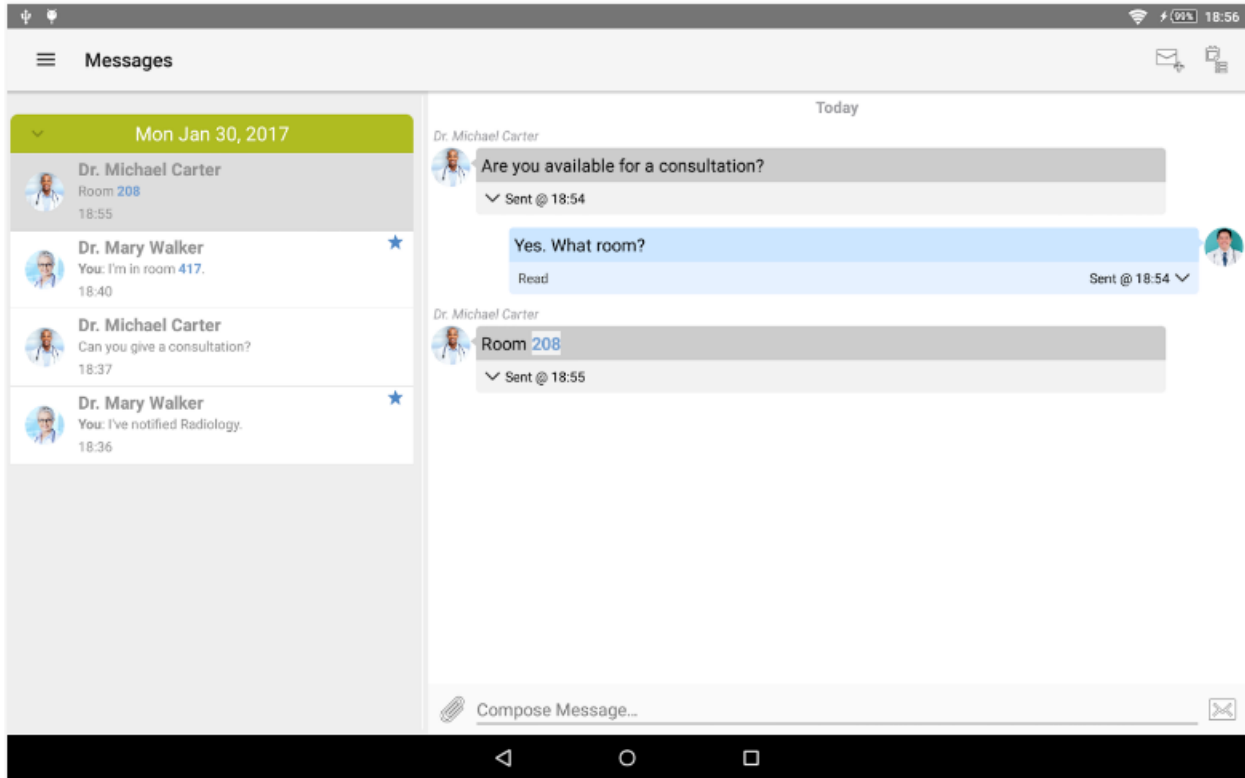 99% 18:56
Messages
Mon Jan 30, 2017
Dr. Michael Carter
Room 208
18:55
Dr. Mary Walker
You: I'm in room 417.
18:40
Dr. Michael Carter
Can you give a consultation?
18:37
Dr. Mary Walker
You: I've notified Radiology.
18:36
Today
Dr. Michael Carter
Are you available for a consultation?
Sent @ 18:54
Yes. What room?
Read Sent @ 18:54
Dr. Michael Carter
Room 208
Sent @ 18:55
Compose Message...